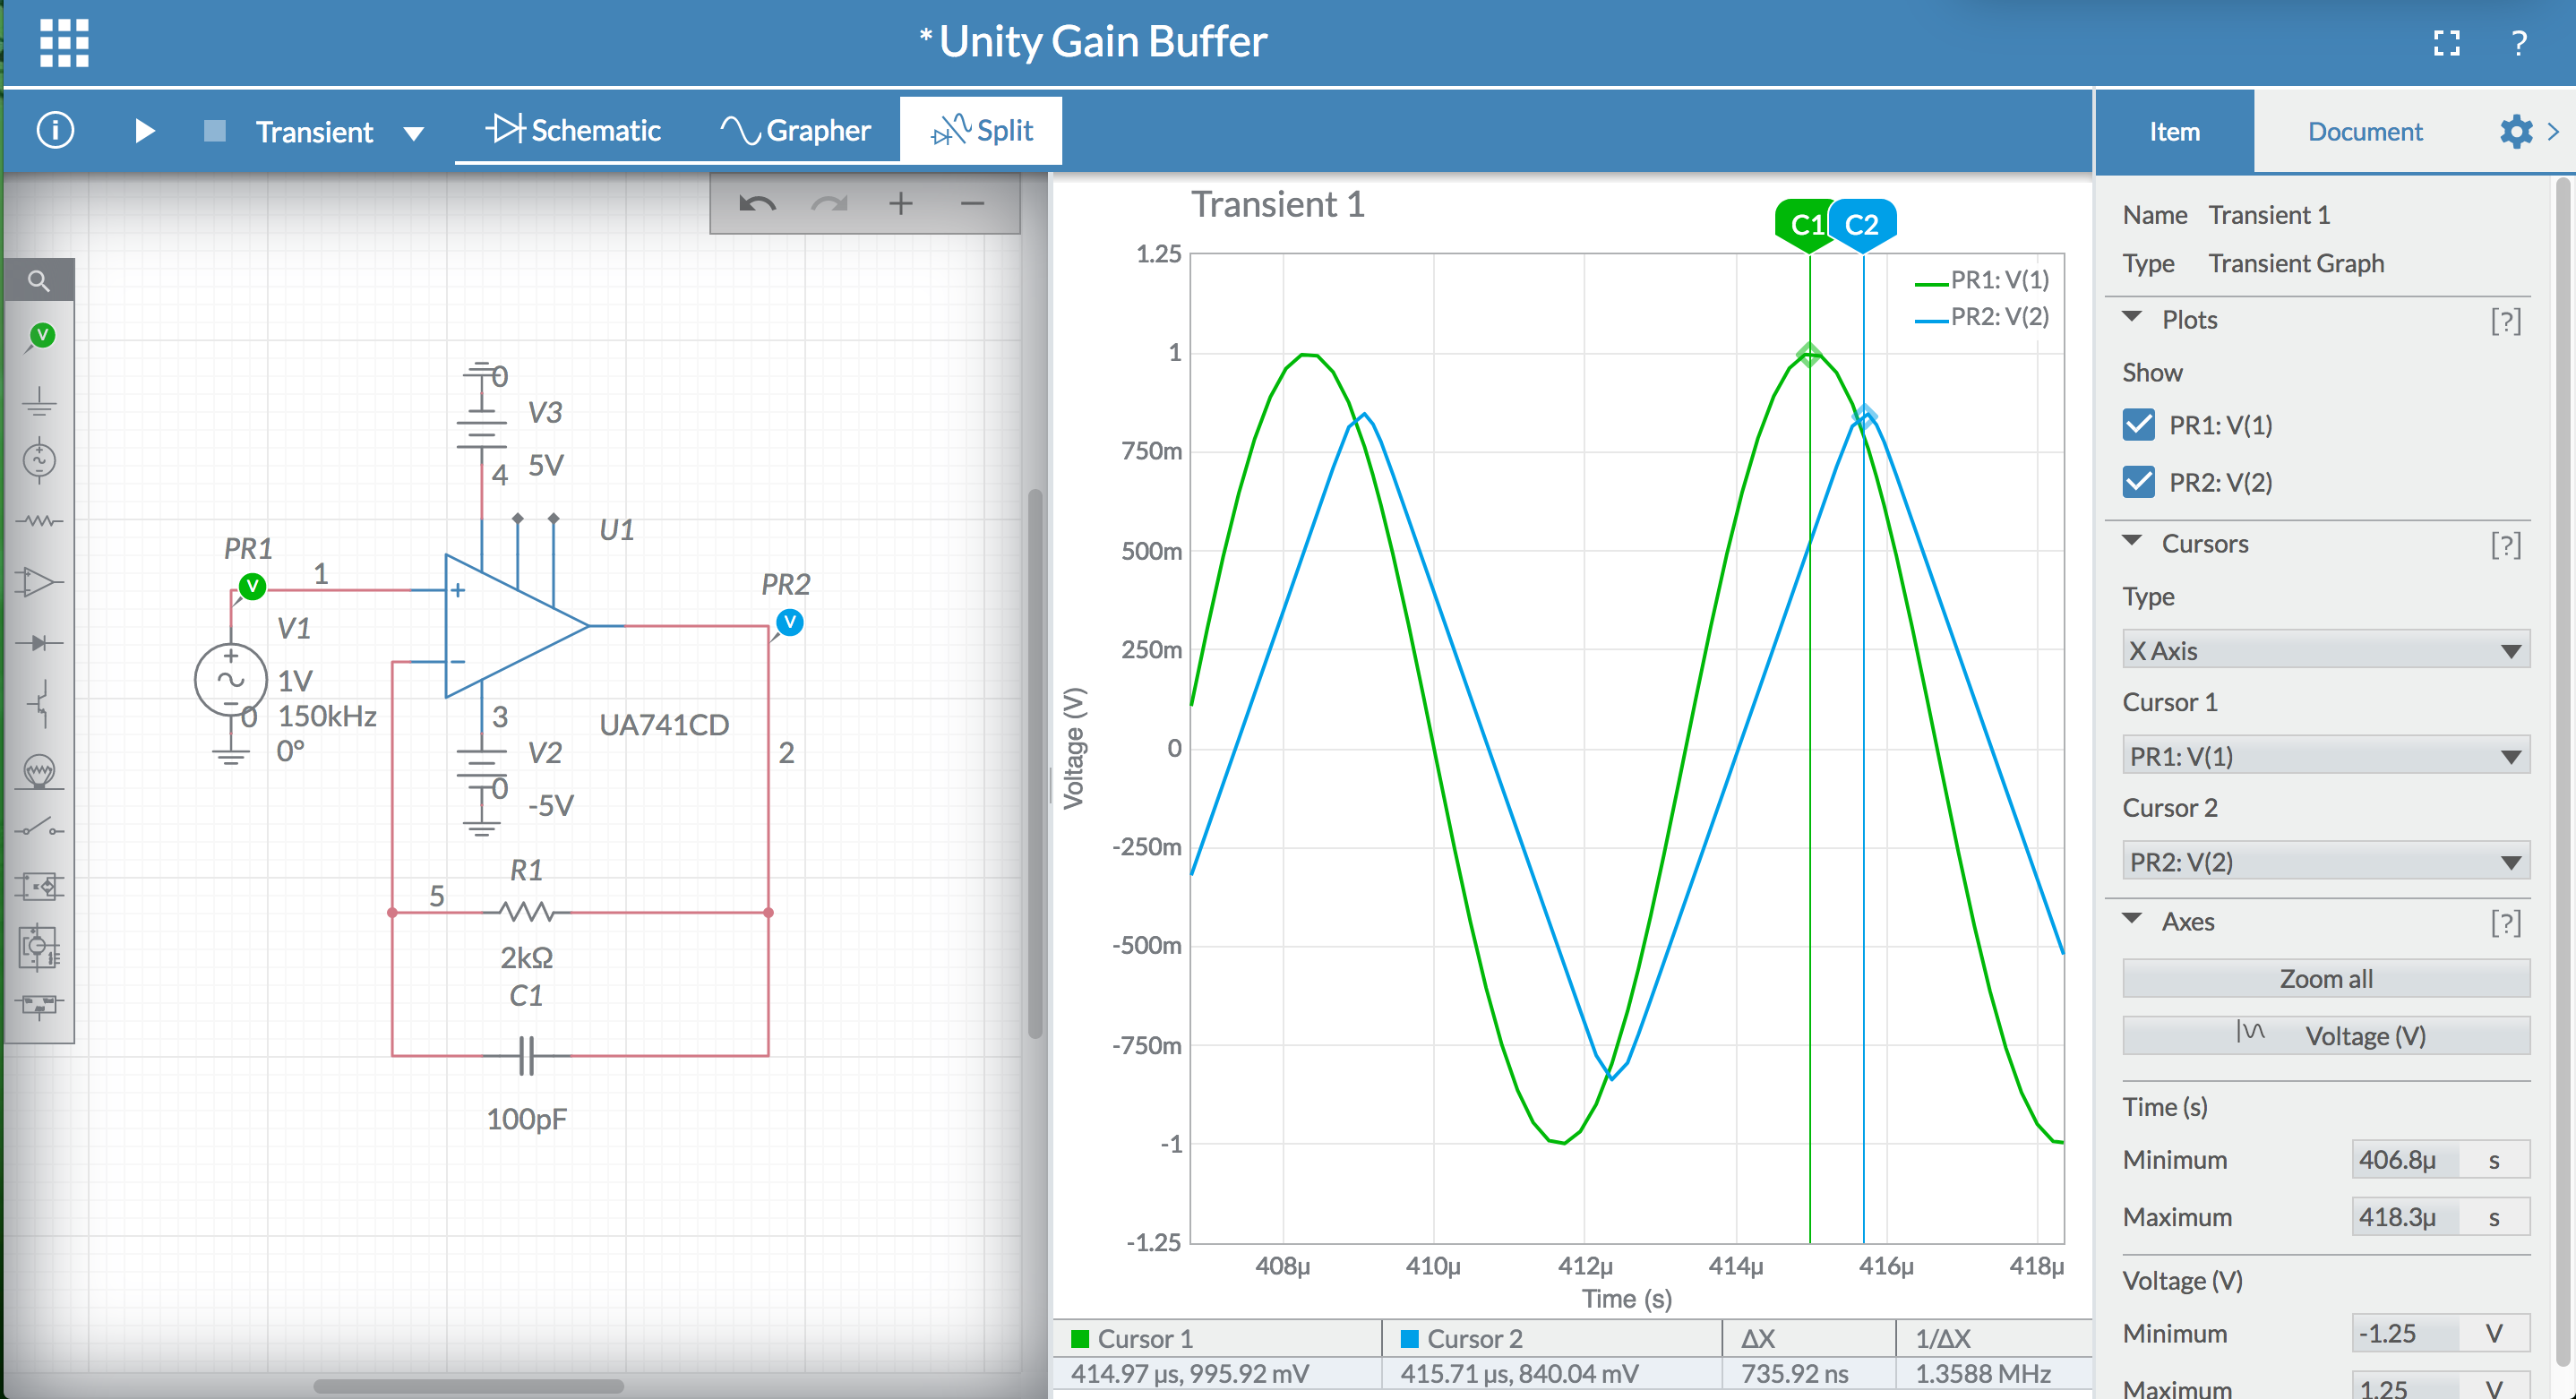 * Unity Gain Buffer
?
i
Transient
Schematic
Grapher
Split
Item
Document
+ −
V
0
V3
5V
4
U1
PR1
V
1
+
V1
+
1V
0
150kHz
0°
−
PR2
V
3
UA741CD
V2
2
0
-5V
R1
5
2kΩ
C1
100pF
Transient 1
C1
C2
PR1: V(1)
PR2: V(2)
1.25
1
750m
500m
250m
0
-250m
-500m
-750m
-1
-1.25
Voltage (V)
408µ 410µ 412µ 414µ 416µ 418µ
Time (s)
Cursor 1 Cursor 2 ΔX 1/ΔX
414.97 µs, 995.92 mV 415.71 µs, 840.04 mV 735.92 ns 1.3588 MHz
Name Transient 1
Type Transient Graph
Plots [?]
Show
PR1: V(1)
PR2: V(2)
Cursors [?]
Type
X Axis
Cursor 1
PR1: V(1)
Cursor 2
PR2: V(2)
Axes [?]
Zoom all
Voltage (V)
Time (s)
Minimum 406.8µ s
Maximum 418.3µ s
Voltage (V)
Minimum -1.25 V
Maximum 1.25 V